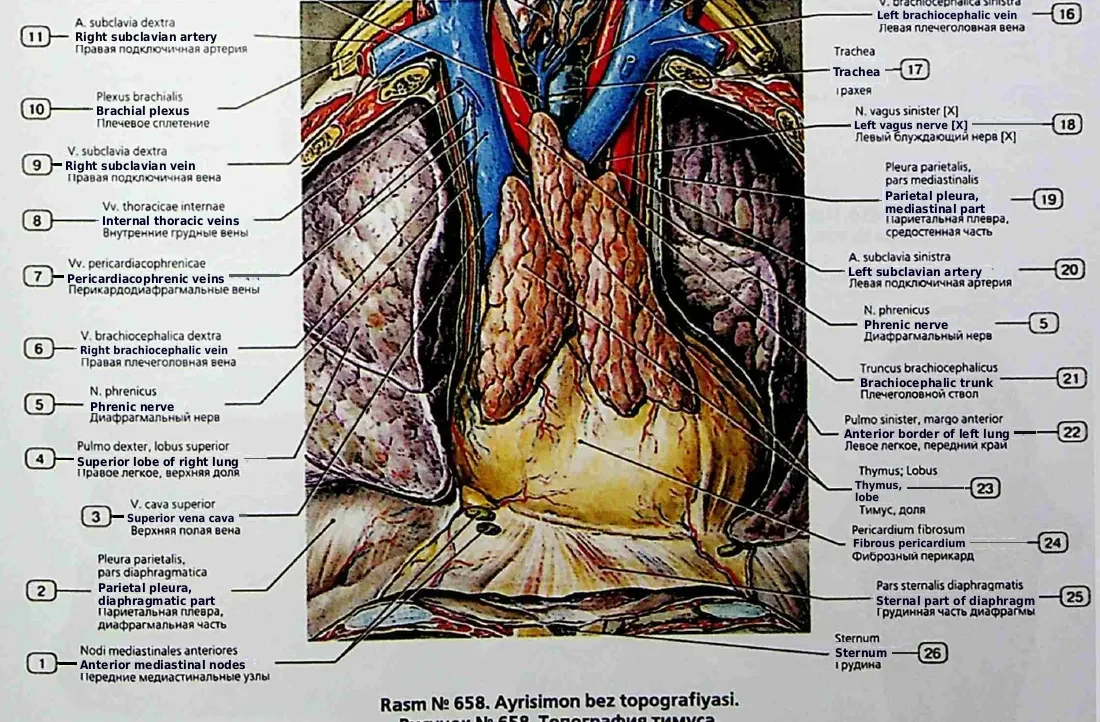 A. subclavia dextra
11 Right subclavian artery
Правая подключичная артерия
Plexus brachialis
10 Brachial plexus
Плечевое сплетение
V. subclavia dextra
9 Right subclavian vein
Правая подключичная вена
Vv. thoracicae internae
8 Internal thoracic veins
Внутренние грудные вены
Vv. pericardiacophrenicae
7 Pericardiacophrenic veins
Перикардодиафрагмальные вены
V. brachiocephalica dextra
6 Right brachiocephalic vein
Правая плечеголовная вена
N. phrenicus
5 Phrenic nerve
Диафрагмальный нерв
Pulmo dexter, lobus superior
4 Superior lobe of right lung
Правое легкое, верхняя доля
V. cava superior
3 Superior vena cava
Верхняя полая вена
Pleura parietalis,
pars diaphragmatica
2 Parietal pleura,
diaphragmatic part
Париетальная плевра,
диафрагмальная часть
Nodi mediastinales anteriores
1 Anterior mediastinal nodes
Передние медиастинальные узлы
V. brachiocephalica sinistra
Left brachiocephalic vein 16
Левая плечеголовная вена
Trachea
Trachea 17
Трахея
N. vagus sinister [X]
Left vagus nerve [X] 18
Левый блуждающий нерв [X]
Pleura parietalis,
pars mediastinalis
Parietal pleura,
mediastinal part 19
Париетальная плевра,
средостенная часть
A. subclavia sinistra
Left subclavian artery 20
Левая подключичная артерия
N. phrenicus
Phrenic nerve 5
Диафрагмальный нерв
Truncus brachiocephalicus
Brachiocephalic trunk 21
Плечеголовной ствол
Pulmo sinister, margo anterior
Anterior border of left lung 22
Левое легкое, передний край
Thymus; Lobus
Thymus,
lobe 23
Тимус, доля
Pericardium fibrosum
Fibrous pericardium 24
Фиброзный перикард
Pars sternalis diaphragmatis
Sternal part of diaphragm 25
Грудинная часть диафрагмы
Sternum
Sternum 26
Грудина
Rasm № 658. Ayrisimon bez topografiyasi.
Рисунок № 658. Топография тимуса.